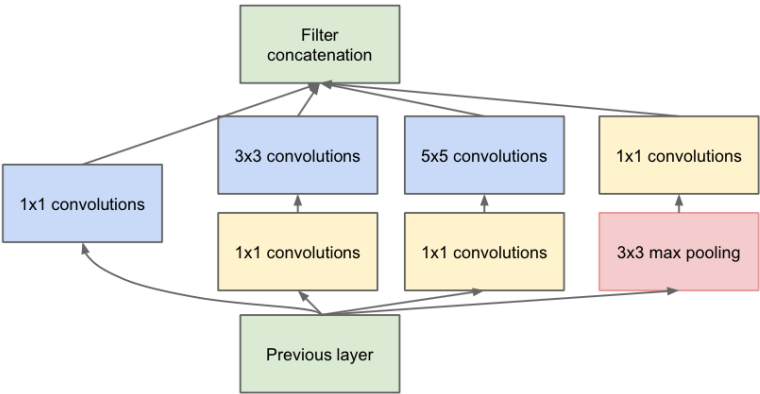 Filter
concatenation
3x3 convolutions
5x5 convolutions
1x1 convolutions
1x1 convolutions
1x1 convolutions
1x1 convolutions
3x3 max pooling
Previous layer